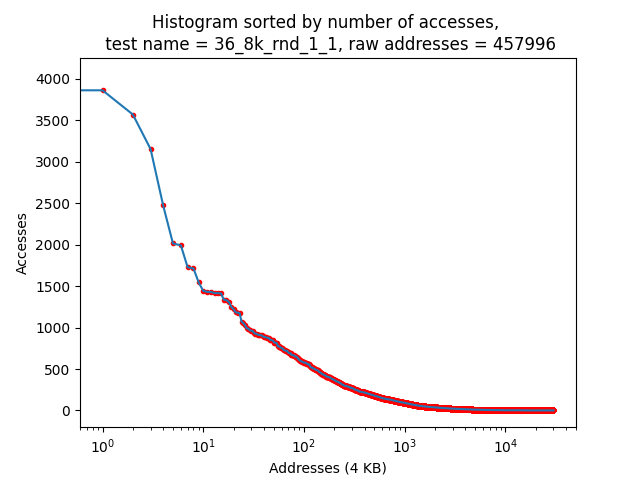 Histogram sorted by number of accesses,
test name = 36_8k_rnd_1_1, raw addresses = 457996
4000
3500
3000
2500
2000
1500
1000
500
0
Accesses
10⁰ 10¹ 10² 10³ 10⁴
Addresses (4 KB)